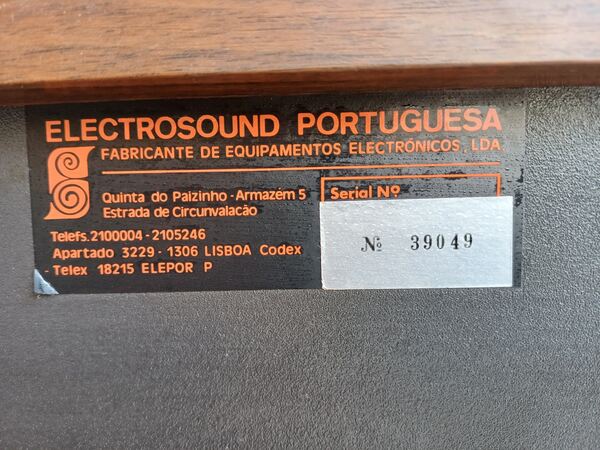 ELECTROSOUND PORTUGUESA
FABRICANTE DE EQUIPAMENTOS ELECTRÓNICOS, LDA
Quinta do Paizinho - Armazém 5
Estrada de Circunvalacão
Telefs. 2100004 - 2105246
Apartado 3229 - 1306 LISBOA Codex
Telex 18215 ELEPOR P
Serial Nº
Nº 39049